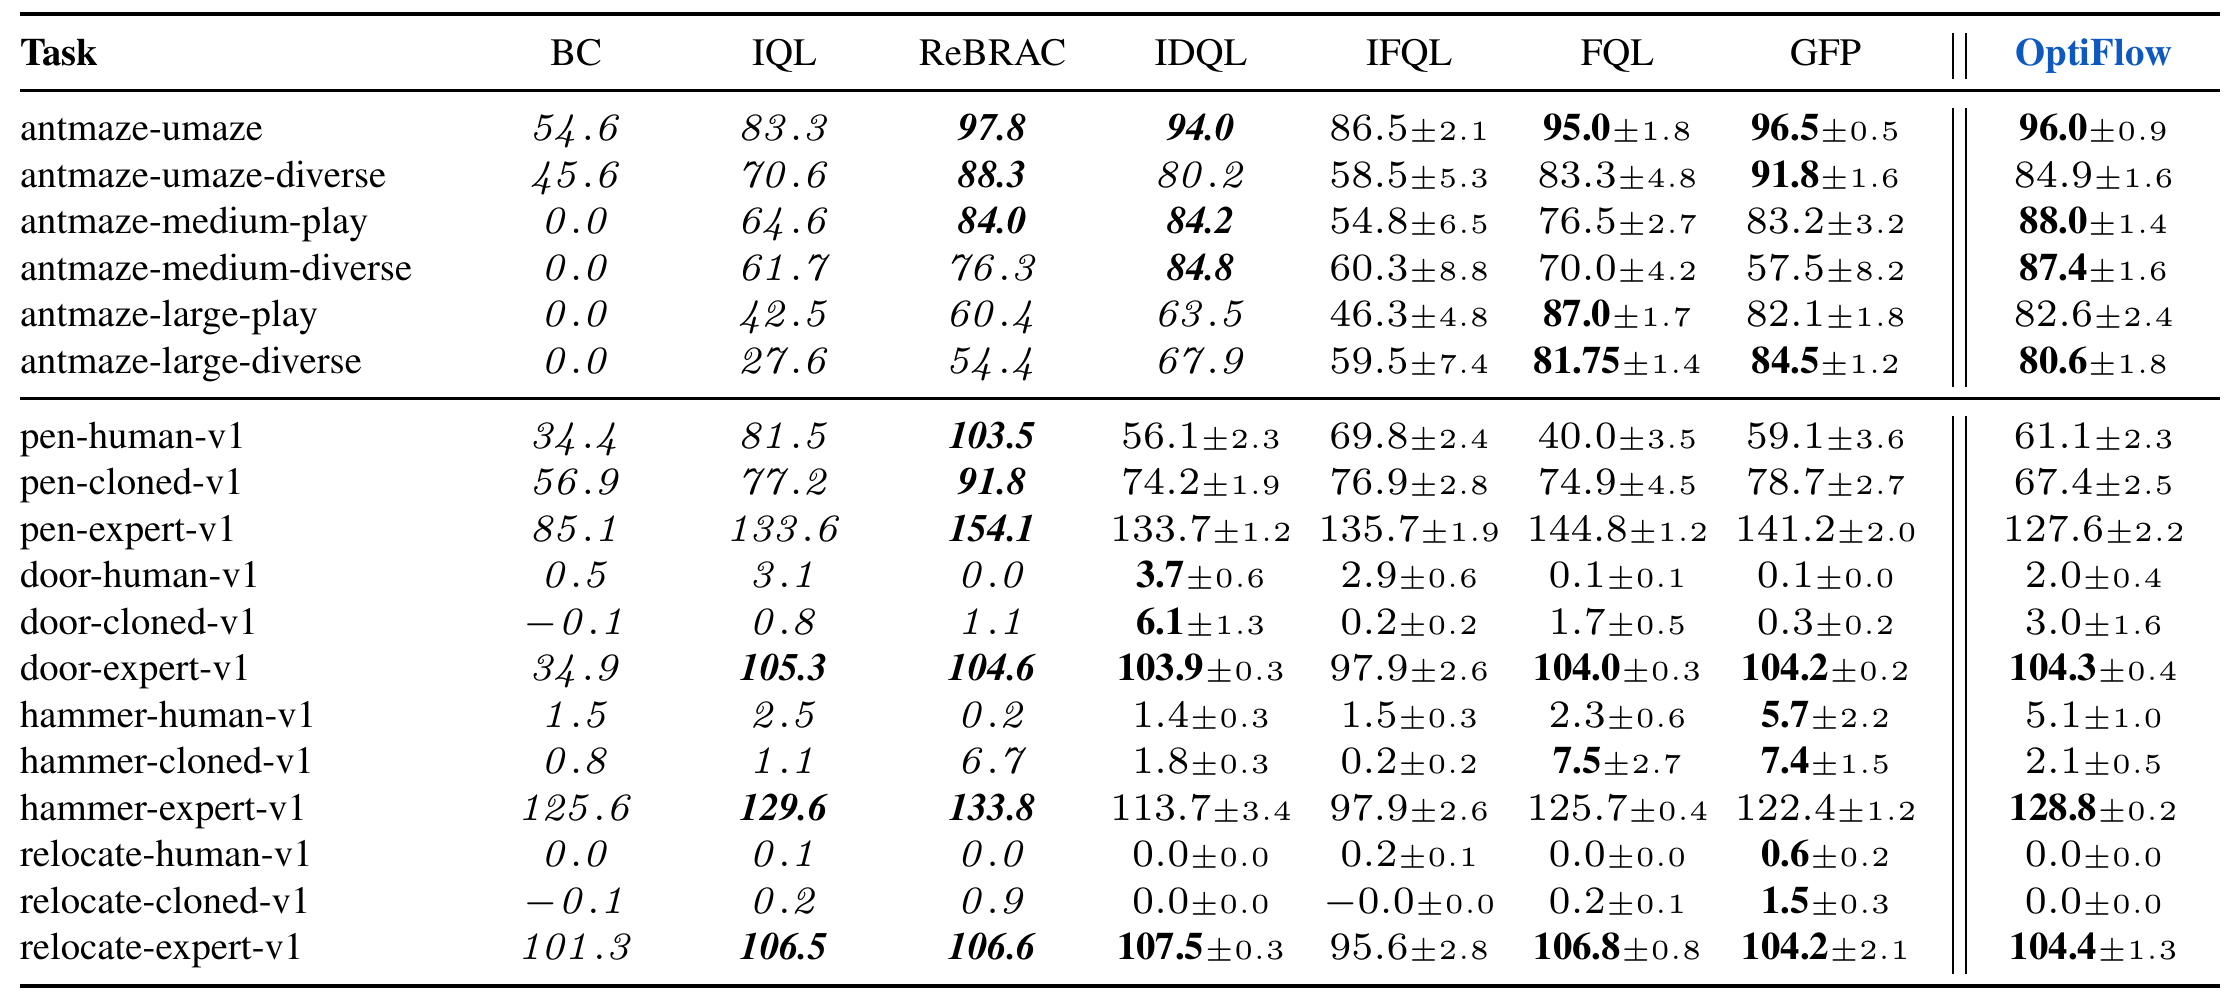 Task BC IQL ReBRAC IDQL IFQL FQL GFP OptiFlow
antmaze-umaze 54.6 83.3 97.8 94.0 86.5±2.1 95.0±1.8 96.5±0.5 96.0±0.9
antmaze-umaze-diverse 45.6 70.6 88.3 80.2 58.5±5.3 83.3±4.8 91.8±1.6 84.9±1.6
antmaze-medium-play 0.0 64.6 84.0 84.2 54.8±6.5 76.5±2.7 83.2±3.2 88.0±1.4
antmaze-medium-diverse 0.0 61.7 76.3 84.8 60.3±8.8 70.0±4.2 57.5±8.2 87.4±1.6
antmaze-large-play 0.0 42.5 60.4 63.5 46.3±4.8 87.0±1.7 82.1±1.8 82.6±2.4
antmaze-large-diverse 0.0 27.6 54.4 67.9 59.5±7.4 81.75±1.4 84.5±1.2 80.6±1.8
pen-human-v1 34.4 81.5 103.5 56.1±2.3 69.8±2.4 40.0±3.5 59.1±3.6 61.1±2.3
pen-cloned-v1 56.9 77.2 91.8 74.2±1.9 76.9±2.8 74.9±4.5 78.7±2.7 67.4±2.5
pen-expert-v1 85.1 133.6 154.1 133.7±1.2 135.7±1.9 144.8±1.2 141.2±2.0 127.6±2.2
door-human-v1 0.5 3.1 0.0 3.7±0.6 2.9±0.6 0.1±0.1 0.1±0.0 2.0±0.4
door-cloned-v1 −0.1 0.8 1.1 6.1±1.3 0.2±0.2 1.7±0.5 0.3±0.2 3.0±1.6
door-expert-v1 34.9 105.3 104.6 103.9±0.3 97.9±2.6 104.0±0.3 104.2±0.2 104.3±0.4
hammer-human-v1 1.5 2.5 0.2 1.4±0.3 1.5±0.3 2.3±0.6 5.7±2.2 5.1±1.0
hammer-cloned-v1 0.8 1.1 6.7 1.8±0.3 0.2±0.2 7.5±2.7 7.4±1.5 2.1±0.5
hammer-expert-v1 125.6 129.6 133.8 113.7±3.4 97.9±2.6 125.7±0.4 122.4±1.2 128.8±0.2
relocate-human-v1 0.0 0.1 0.0 0.0±0.0 0.2±0.1 0.0±0.0 0.6±0.2 0.0±0.0
relocate-cloned-v1 −0.1 0.2 0.9 0.0±0.0 −0.0±0.0 0.2±0.1 1.5±0.3 0.0±0.0
relocate-expert-v1 101.3 106.5 106.6 107.5±0.3 95.6±2.8 106.8±0.8 104.2±2.1 104.4±1.3